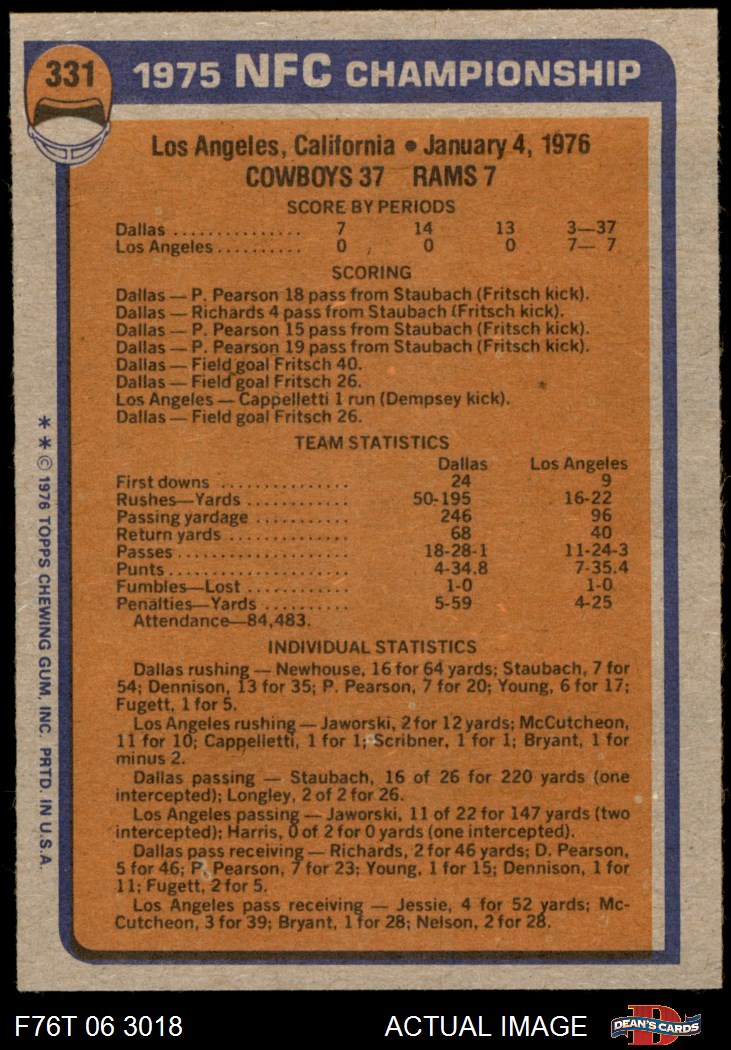 331
1975 NFC CHAMPIONSHIP
Los Angeles, California • January 4, 1976
COWBOYS 37 RAMS 7
SCORE BY PERIODS
Dallas ............... 7 14 13 3—37
Los Angeles .......... 0 0 0 7— 7
SCORING
Dallas — P. Pearson 18 pass from Staubach (Fritsch kick).
Dallas — Richards 4 pass from Staubach (Fritsch kick).
Dallas — P. Pearson 15 pass from Staubach (Fritsch kick).
Dallas — P. Pearson 19 pass from Staubach (Fritsch kick).
Dallas — Field goal Fritsch 40.
Dallas — Field goal Fritsch 26.
Los Angeles — Cappelletti 1 run (Dempsey kick).
Dallas — Field goal Fritsch 26.
TEAM STATISTICS
Dallas Los Angeles
First downs ............... 24 9
Rushes—Yards ............ 50-195 16-22
Passing yardage .......... 246 96
Return yards ............. 68 40
Passes .................... 18-28-1 11-24-3
Punts ..................... 4-34.8 7-35.4
Fumbles—Lost ........... 1-0 1-0
Penalties—Yards .......... 5-59 4-25
Attendance—84,483.
INDIVIDUAL STATISTICS
Dallas rushing — Newhouse, 16 for 64 yards; Staubach, 7 for
54; Dennison, 13 for 35; P. Pearson, 7 for 20; Young, 6 for 17;
Fugett, 1 for 5.
Los Angeles rushing — Jaworski, 2 for 12 yards; McCutcheon,
11 for 10; Cappelletti, 1 for 1; Scribner, 1 for 1; Bryant, 1 for
minus 2.
Dallas passing — Staubach, 16 of 26 for 220 yards (one
intercepted); Longley, 2 of 2 for 26.
Los Angeles passing — Jaworski, 11 of 22 for 147 yards (two
intercepted); Harris, 0 of 2 for 0 yards (one intercepted).
Dallas pass receiving — Richards, 2 for 46 yards; D. Pearson,
5 for 46; P. Pearson, 7 for 23; Young, 1 for 15; Dennison, 1 for
11; Fugett, 2 for 5.
Los Angeles pass receiving — Jessie, 4 for 52 yards; Mc-
Cutcheon, 3 for 39; Bryant, 1 for 28; Nelson, 2 for 28.
* * © 1976 TOPPS CHEWING GUM, INC. PRTD. IN U.S.A.
F76T 06 3018 ACTUAL IMAGE
D
DEAN'S CARDS